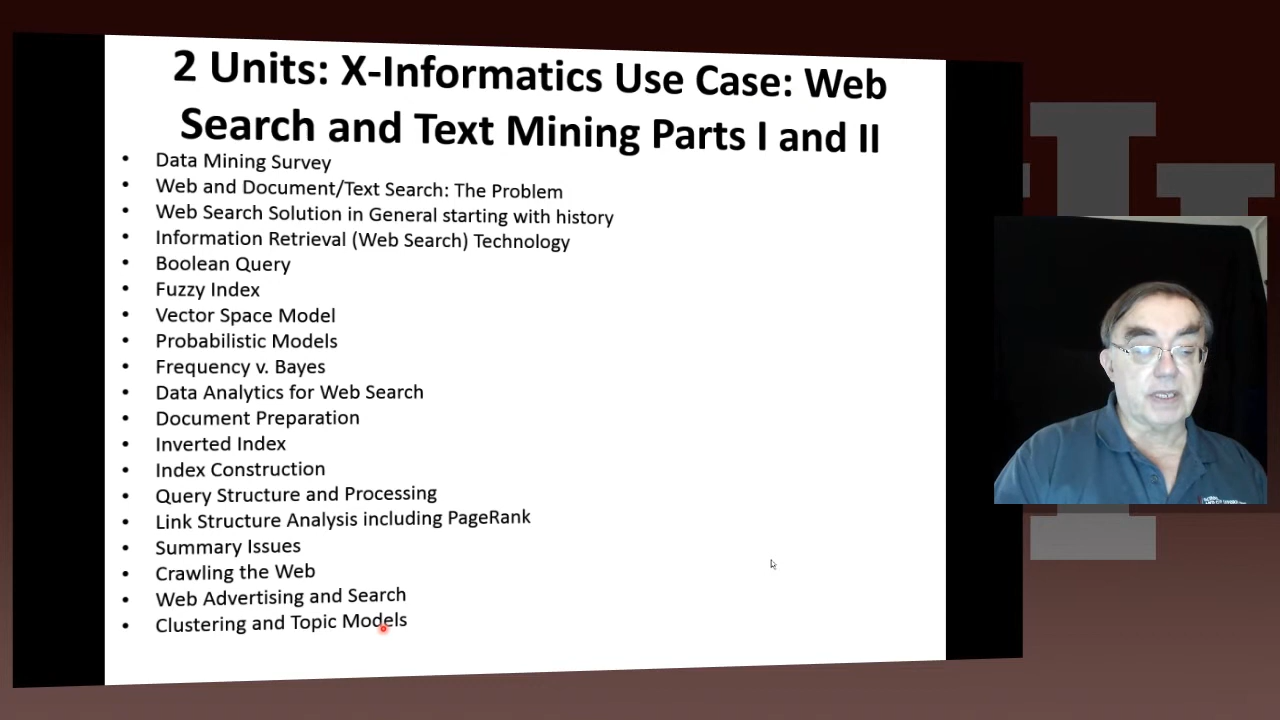 2 Units: X-Informatics Use Case: Web
Search and Text Mining Parts I and II
• Data Mining Survey
• Web and Document/Text Search: The Problem
• Web Search Solution in General starting with history
• Information Retrieval (Web Search) Technology
• Boolean Query
• Fuzzy Index
• Vector Space Model
• Probabilistic Models
• Frequency v. Bayes
• Data Analytics for Web Search
• Document Preparation
• Inverted Index
• Index Construction
• Query Structure and Processing
• Link Structure Analysis including PageRank
• Summary Issues
• Crawling the Web
• Web Advertising and Search
• Clustering and Topic Models